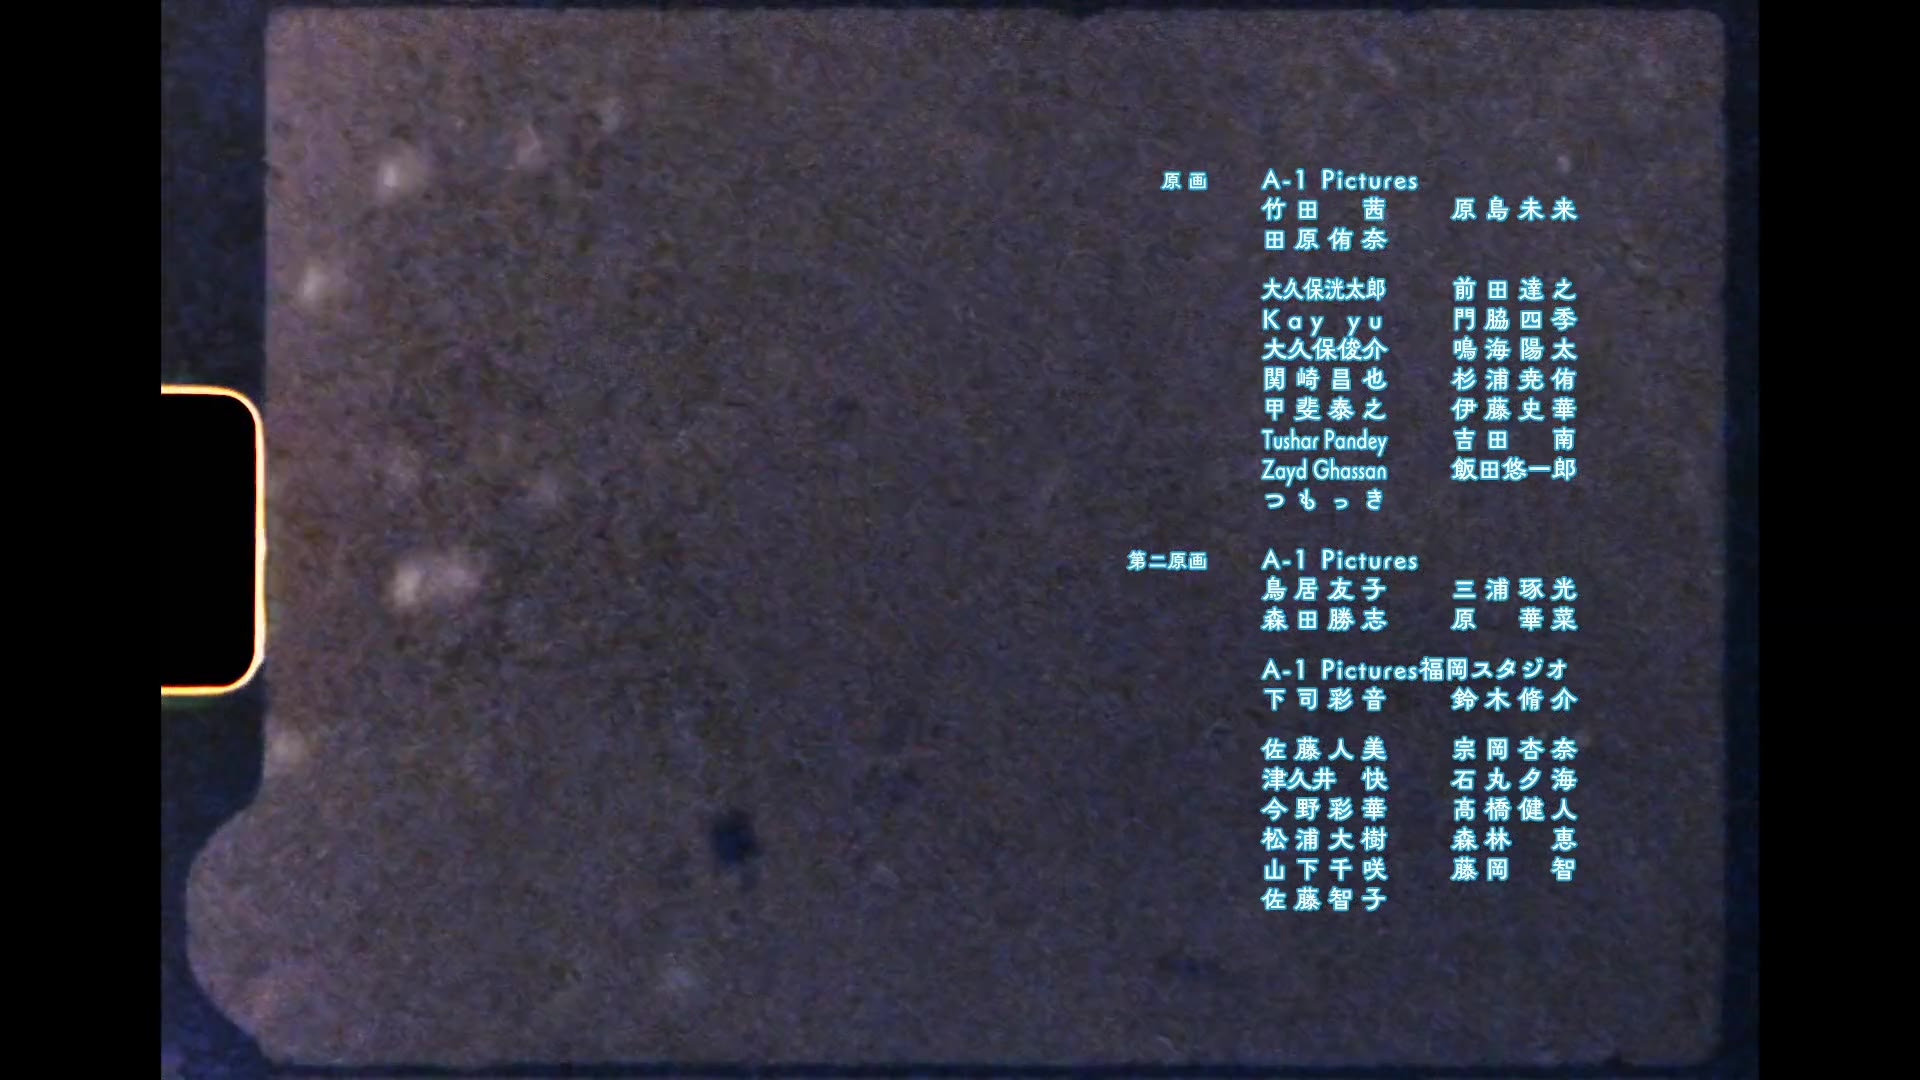 原画 A-1 Pictures
竹田 茜 原島未来
田原侑奈
大久保洸太郎 前田達之
Kay yu 門脇四季
大久保俊介 鳴海陽太
関崎昌也 杉浦尭侑
甲斐泰之 伊藤史華
Tushar Pandey 吉田 南
Zayd Ghassan 飯田悠一郎
つもっき
第二原画 A-1 Pictures
鳥居友子 三浦琢光
森田勝志 原 華菜
A-1 Pictures福岡スタジオ
下司彩音 鈴木脩介
佐藤人美 宗岡杏奈
津久井 快 石丸夕海
今野彩華 髙橋健人
松浦大樹 森林 恵
山下千咲 藤岡 智
佐藤智子